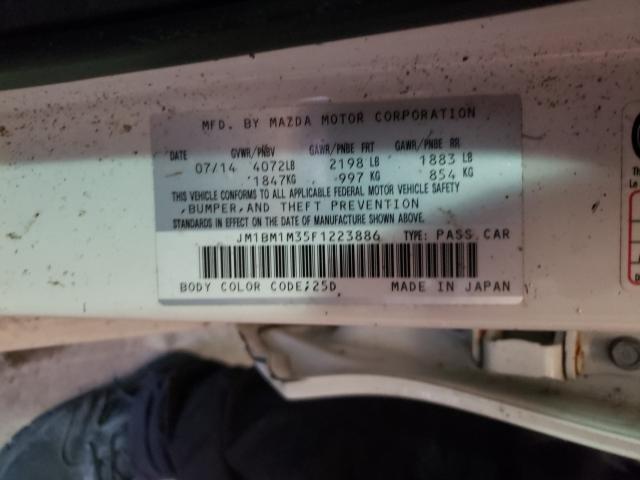 MFD. BY MAZDA MOTOR CORPORATION
DATE GVWR/PNBV GAWR/PNBE FRT GAWR/PNBE RR
07/14 4072LB 2198 LB 1883 LB
1847KG 997 KG 854 KG
THIS VEHICLE CONFORMS TO ALL APPLICABLE FEDERAL MOTOR VEHICLE SAFETY
,BUMPER,AND THEFT PREVENTION
STANDARDS IN EFFECT ON THE DATE OF MANUFACTURE SHOWN ABOVE.
JM1BM1M35F1223886 TYPE: PASS CAR
BODY COLOR CODE:25D MADE IN JAPAN